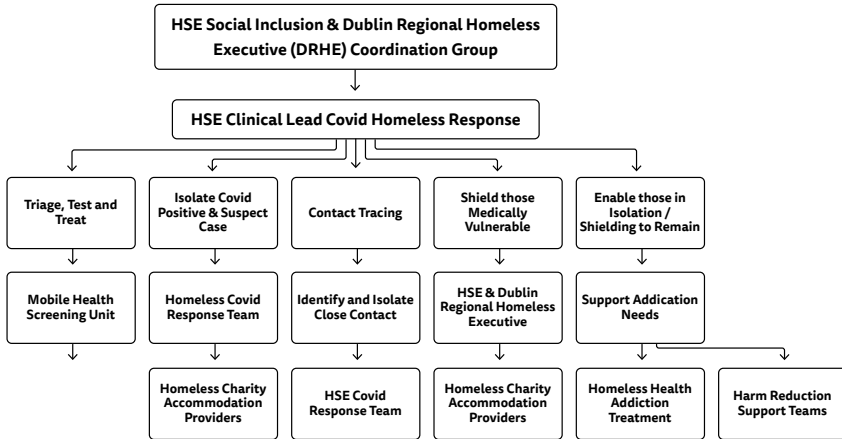 HSE Social Inclusion & Dublin Regional Homeless
Executive (DRHE) Coordination Group
HSE Clinical Lead Covid Homeless Response
Triage, Test and
Treat
Isolate Covid
Positive & Suspect
Case
Contact Tracing
Shield those
Medically
Vulnerable
Enable those in
Isolation /
Shielding to Remain
Mobile Health
Screening Unit
Homeless Covid
Response Team
Identify and Isolate
Close Contact
HSE & Dublin
Regional Homeless
Executive
Support Addication
Needs
Homeless Charity
Accommodation
Providers
HSE Covid
Response Team
Homeless Charity
Accommodation
Providers
Homeless Health
Addiction
Treatment
Harm Reduction
Support Teams